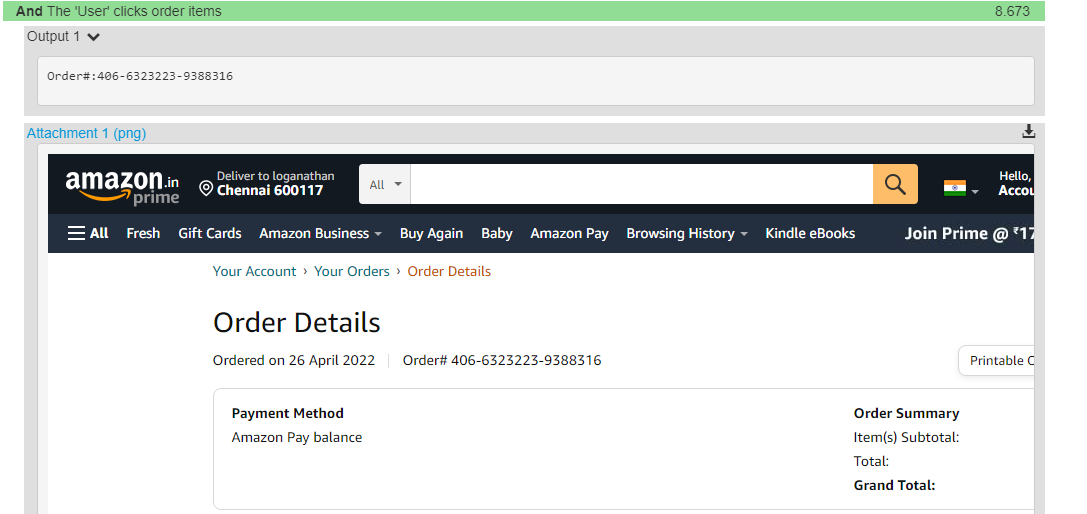 And The 'User' clicks order items 8.673
Output 1
Order#:406-6323223-9388316
Attachment 1 (png)
amazon.in
prime
Deliver to loganathan
Chennai 600117
All
Hello,
Accou
All Fresh Gift Cards Amazon Business Buy Again Baby Amazon Pay Browsing History Kindle eBooks Join Prime @ ₹17
Your Account › Your Orders › Order Details
Order Details
Ordered on 26 April 2022 Order# 406-6323223-9388316
Printable
Payment Method
Amazon Pay balance
Order Summary
Item(s) Subtotal:
Total:
Grand Total: